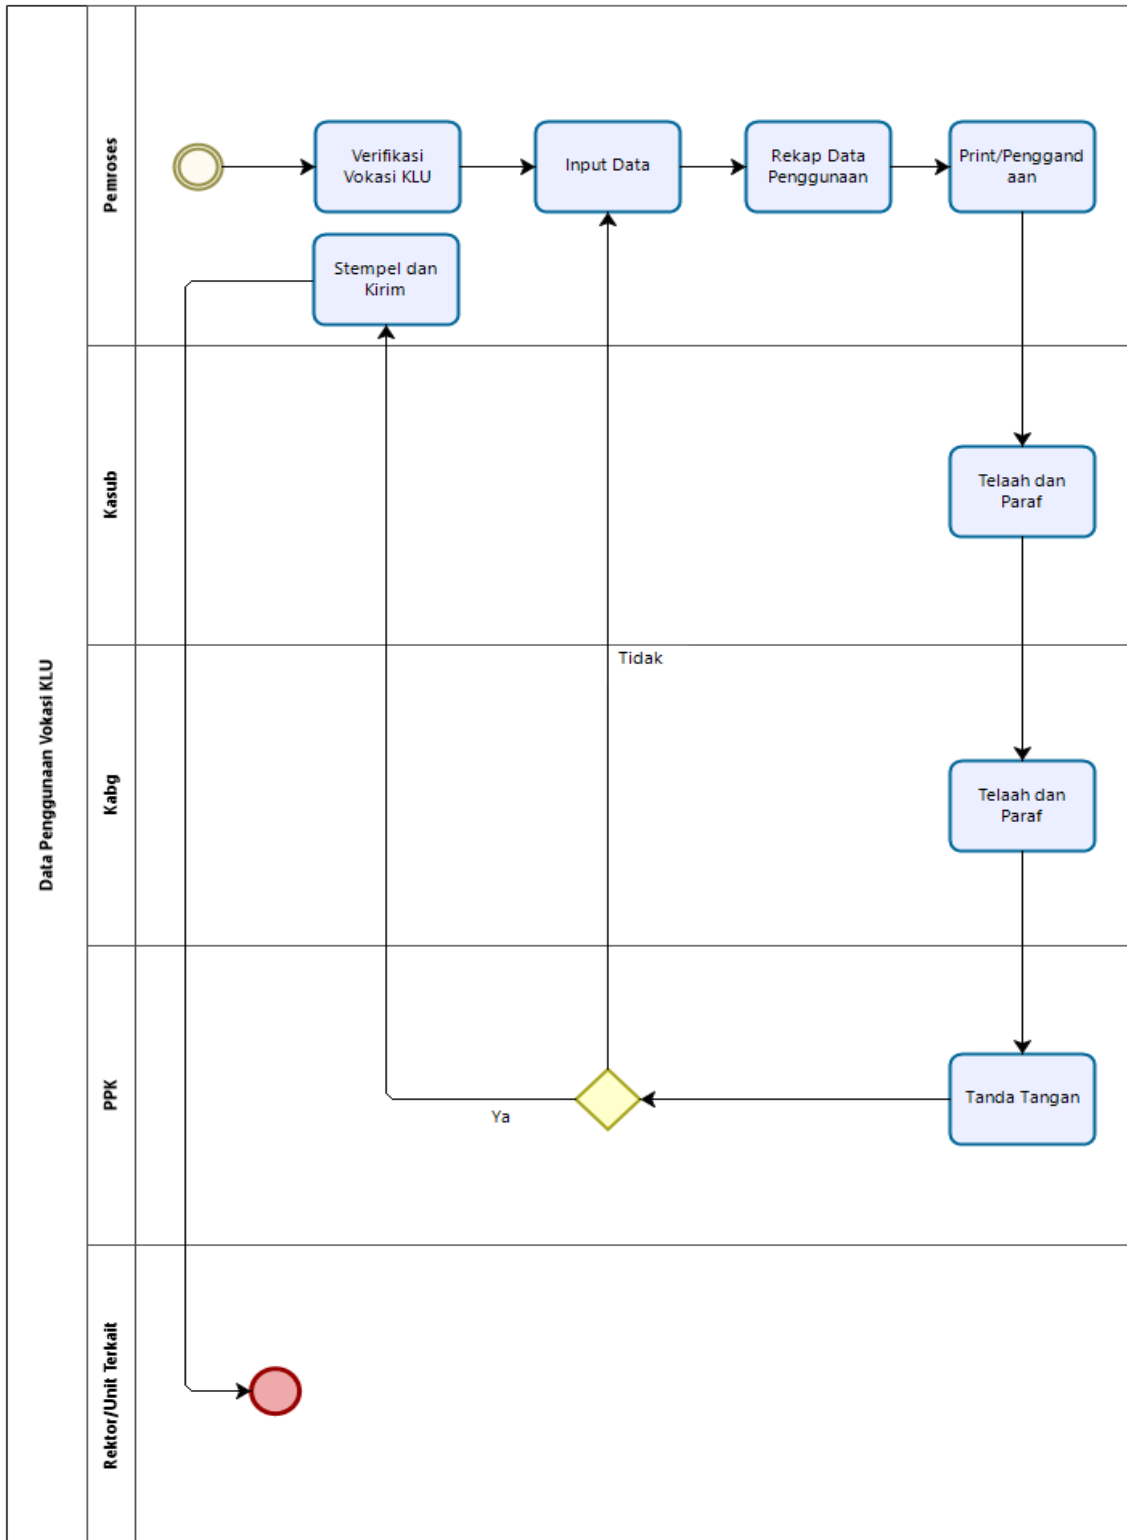 Data Penggunaan Vokasi KLU
Pemroses
Verifikasi
Vokasi KLU
Input Data
Rekap Data
Penggunaan
Print/Penggand
aan
Stempel dan
Kirim
Kasub
Telaah dan
Paraf
Tidak
Kabg
Telaah dan
Paraf
PPK
Ya
Tanda Tangan
Rektor/Unit Terkait